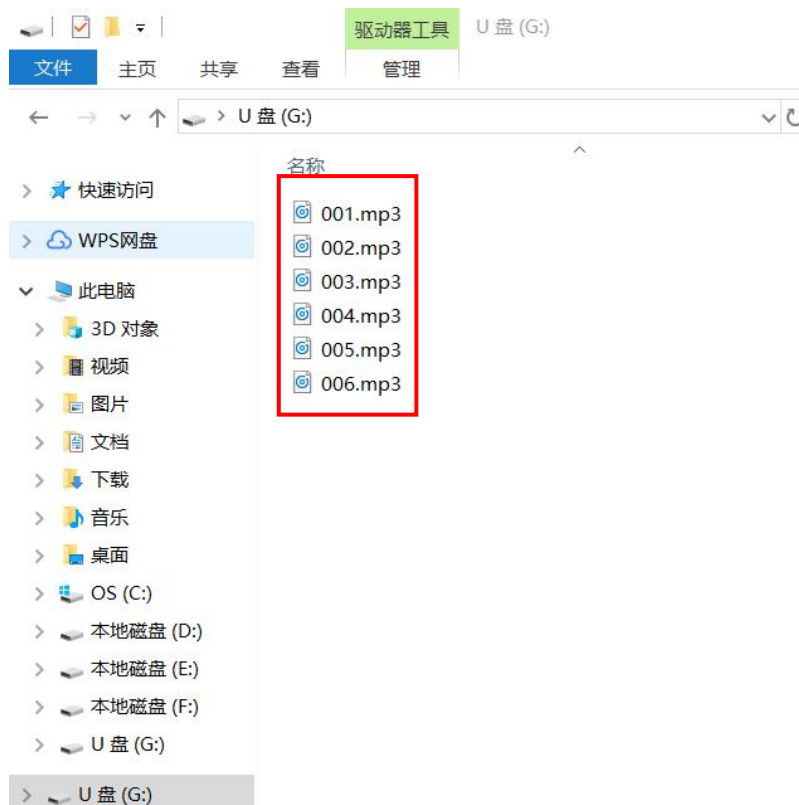 驱动器工具 U 盘 (G:)
文件 主页 共享 查看 管理
U 盘 (G:)
名称
快速访问
WPS网盘
此电脑
3D 对象
视频
图片
文档
下载
音乐
桌面
OS (C:)
本地磁盘 (D:)
本地磁盘 (E:)
本地磁盘 (F:)
U 盘 (G:)
U 盘 (G:)
001.mp3
002.mp3
003.mp3
004.mp3
005.mp3
006.mp3